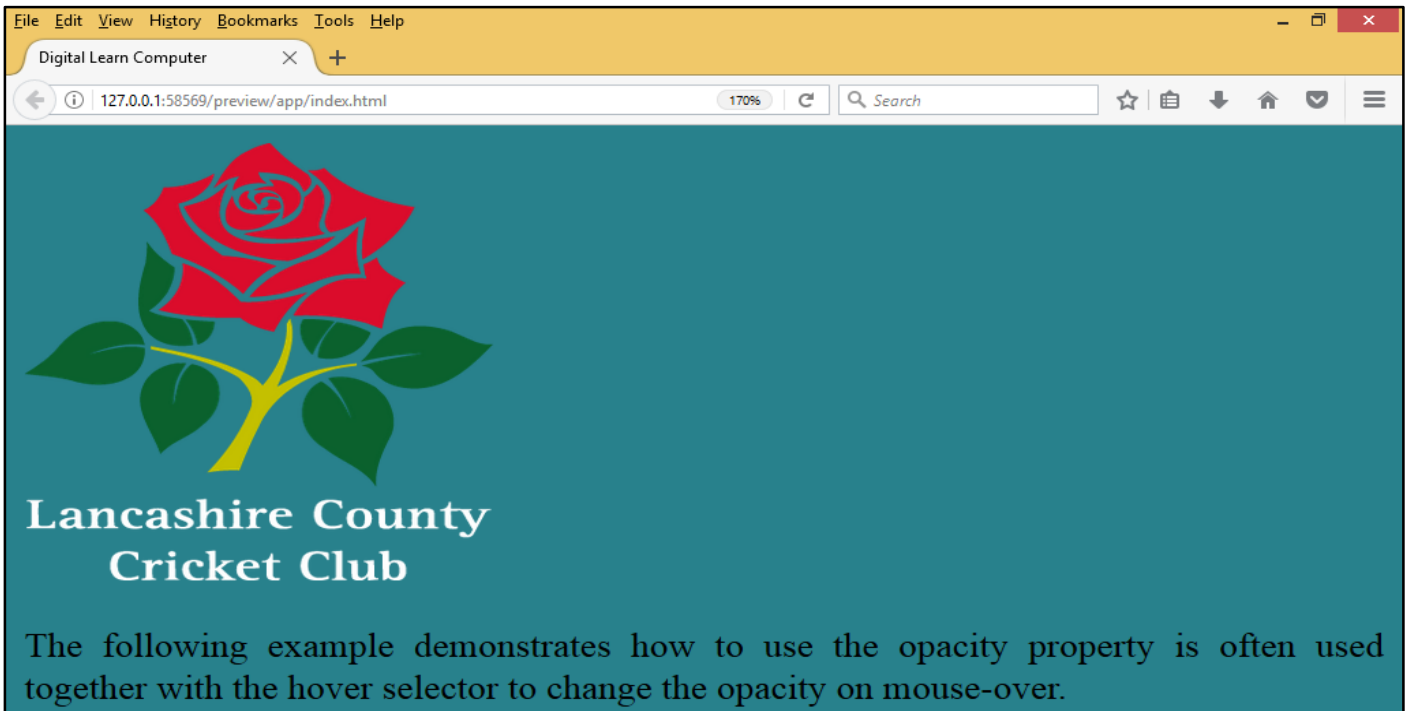 File Edit View History Bookmarks Tools Help
Digital Learn Computer
127.0.0.1:58569/preview/app/index.html 170% Search
Lancashire County
Cricket Club
The following example demonstrates how to use the opacity property is often used
together with the hover selector to change the opacity on mouse-over.